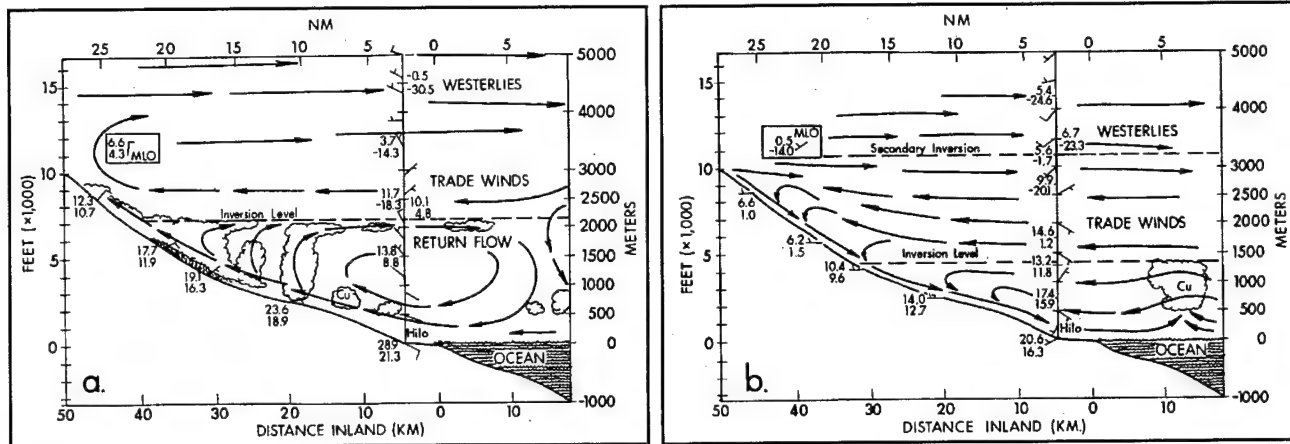 NM
25 20 15 10 5 0 5
15
10
5
0
FEET (×1,000)
5000
4000
3000
2500
2000
1500
1000
500
0
-1000
METERS
-0.5
-30.5
WESTERLIES
6.6
4.3
MLO
3.7
-14.3
TRADE WINDS
11.7
-18.3
10.1
4.8
12.3
10.7
Inversion Level
RETURN FLOW
13.8
8.8
17.7
11.9
19.1
16.3
Cu
23.6
18.9
Hilo
28.9
21.3
OCEAN
a.
50 40 30 20 10 0 10
DISTANCE INLAND (KM)
NM
25 20 15 10 5 0 5
15
10
5
0
FEET (×1,000)
5000
4000
3000
2500
2000
1500
1000
500
0
-1000
METERS
-5.4
-24.6
WESTERLIES
MLO
0.5
-14.0
6.7
-23.3
Secondary Inversion
-1.7
9.9
TRADE WINDS
6.6
1.0
14.6
1.2
6.2
1.5
Inversion Level
13.2
11.8
10.4
9.6
Cu
17.4
15.9
14.0
12.7
Hilo
20.6
16.3
OCEAN
b.
50 40 30 20 10 0 10
DISTANCE INLAND (KM.)